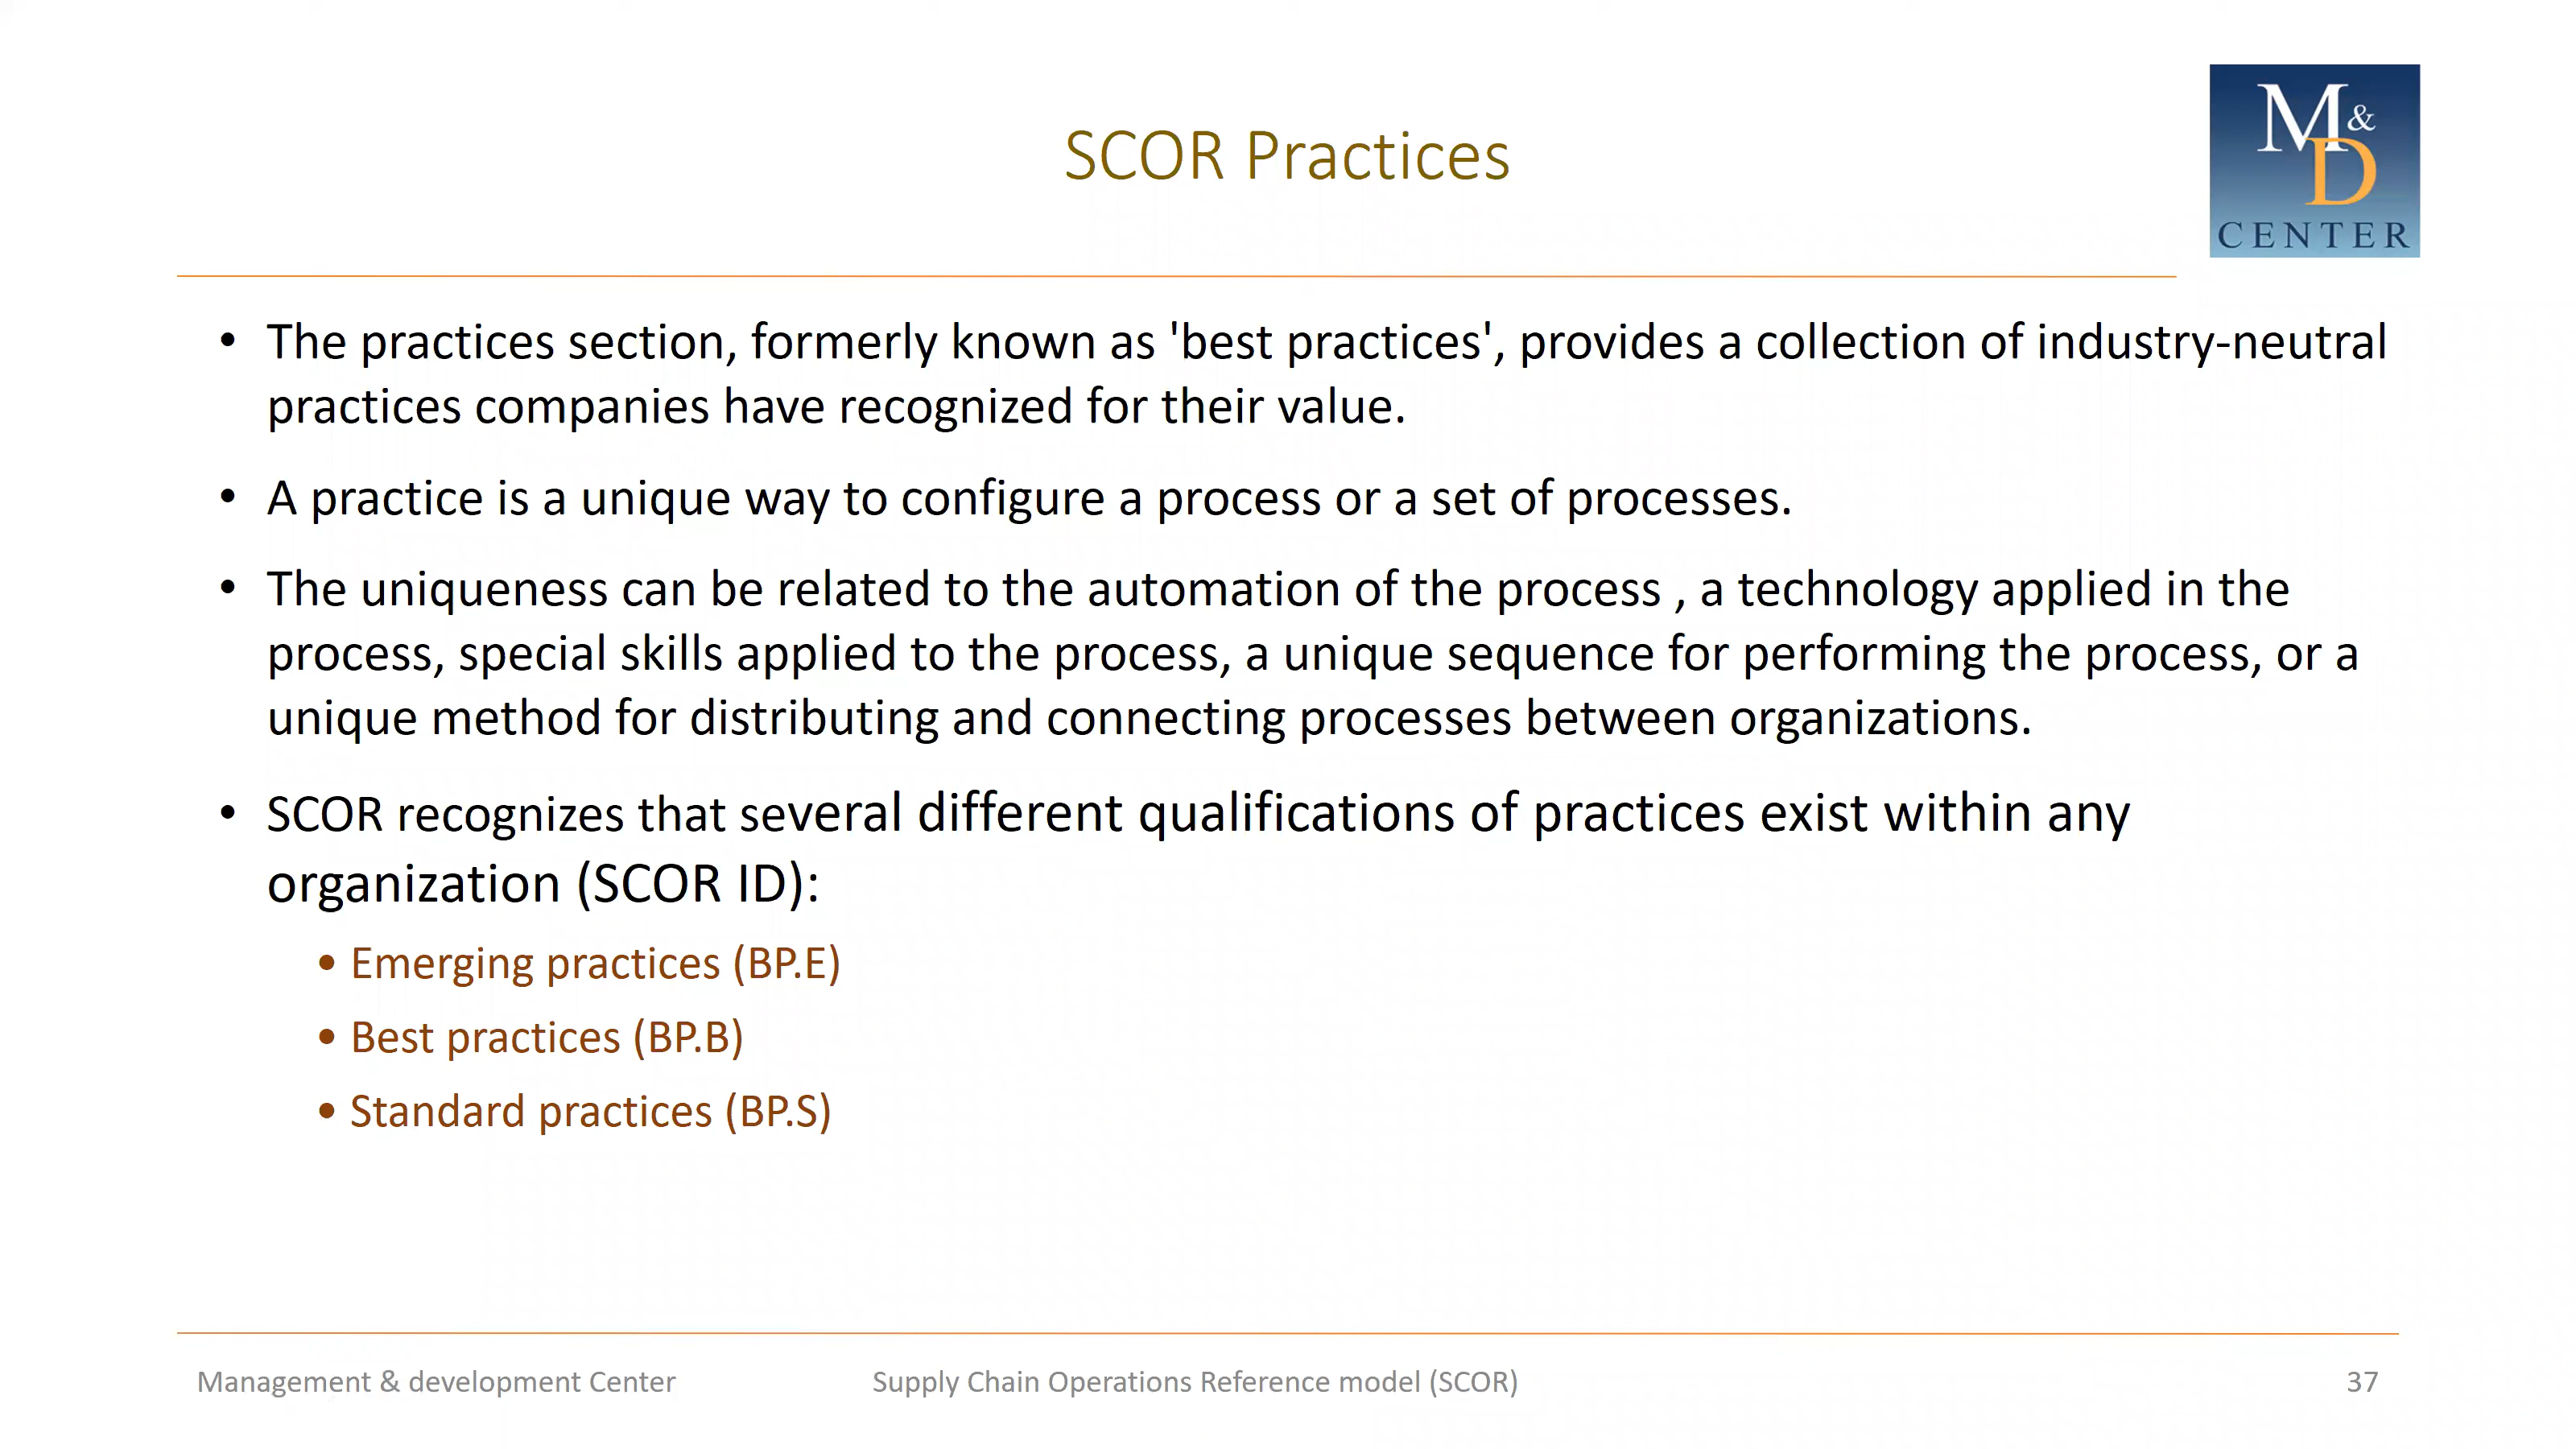 SCOR Practices
M&
D
CENTER
• The practices section, formerly known as 'best practices', provides a collection of industry-neutral
practices companies have recognized for their value.
• A practice is a unique way to configure a process or a set of processes.
• The uniqueness can be related to the automation of the process , a technology applied in the
process, special skills applied to the process, a unique sequence for performing the process, or a
unique method for distributing and connecting processes between organizations.
• SCOR recognizes that several different qualifications of practices exist within any
organization (SCOR ID):
• Emerging practices (BP.E)
• Best practices (BP.B)
• Standard practices (BP.S)
Management & development Center
Supply Chain Operations Reference model (SCOR)
37